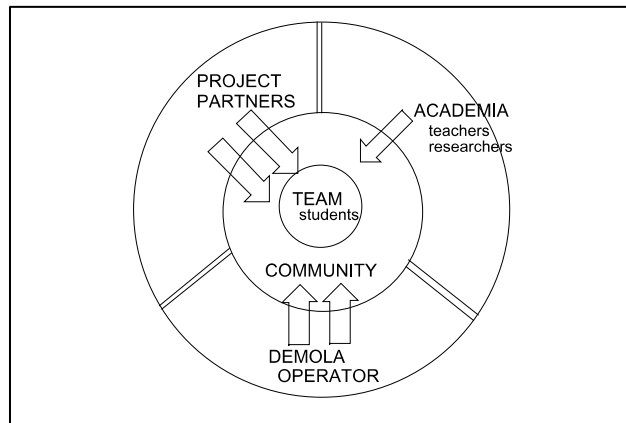 PROJECT
PARTNERS
ACADEMIA
teachers
researchers
TEAM
students
COMMUNITY
DEMOLA
OPERATOR